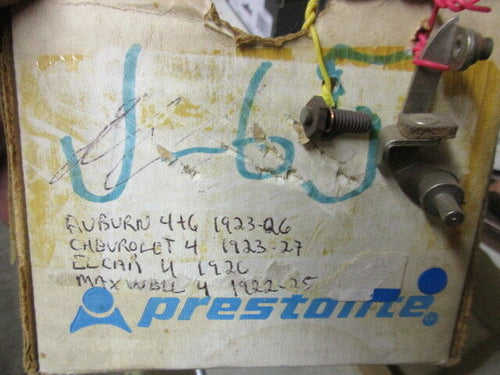 J-65
AUBURN 4+6 1923-26
CHEVROLET 4 1923-27
ELCAR 4 1926
MAXWELL 4 1922-25
prestolite